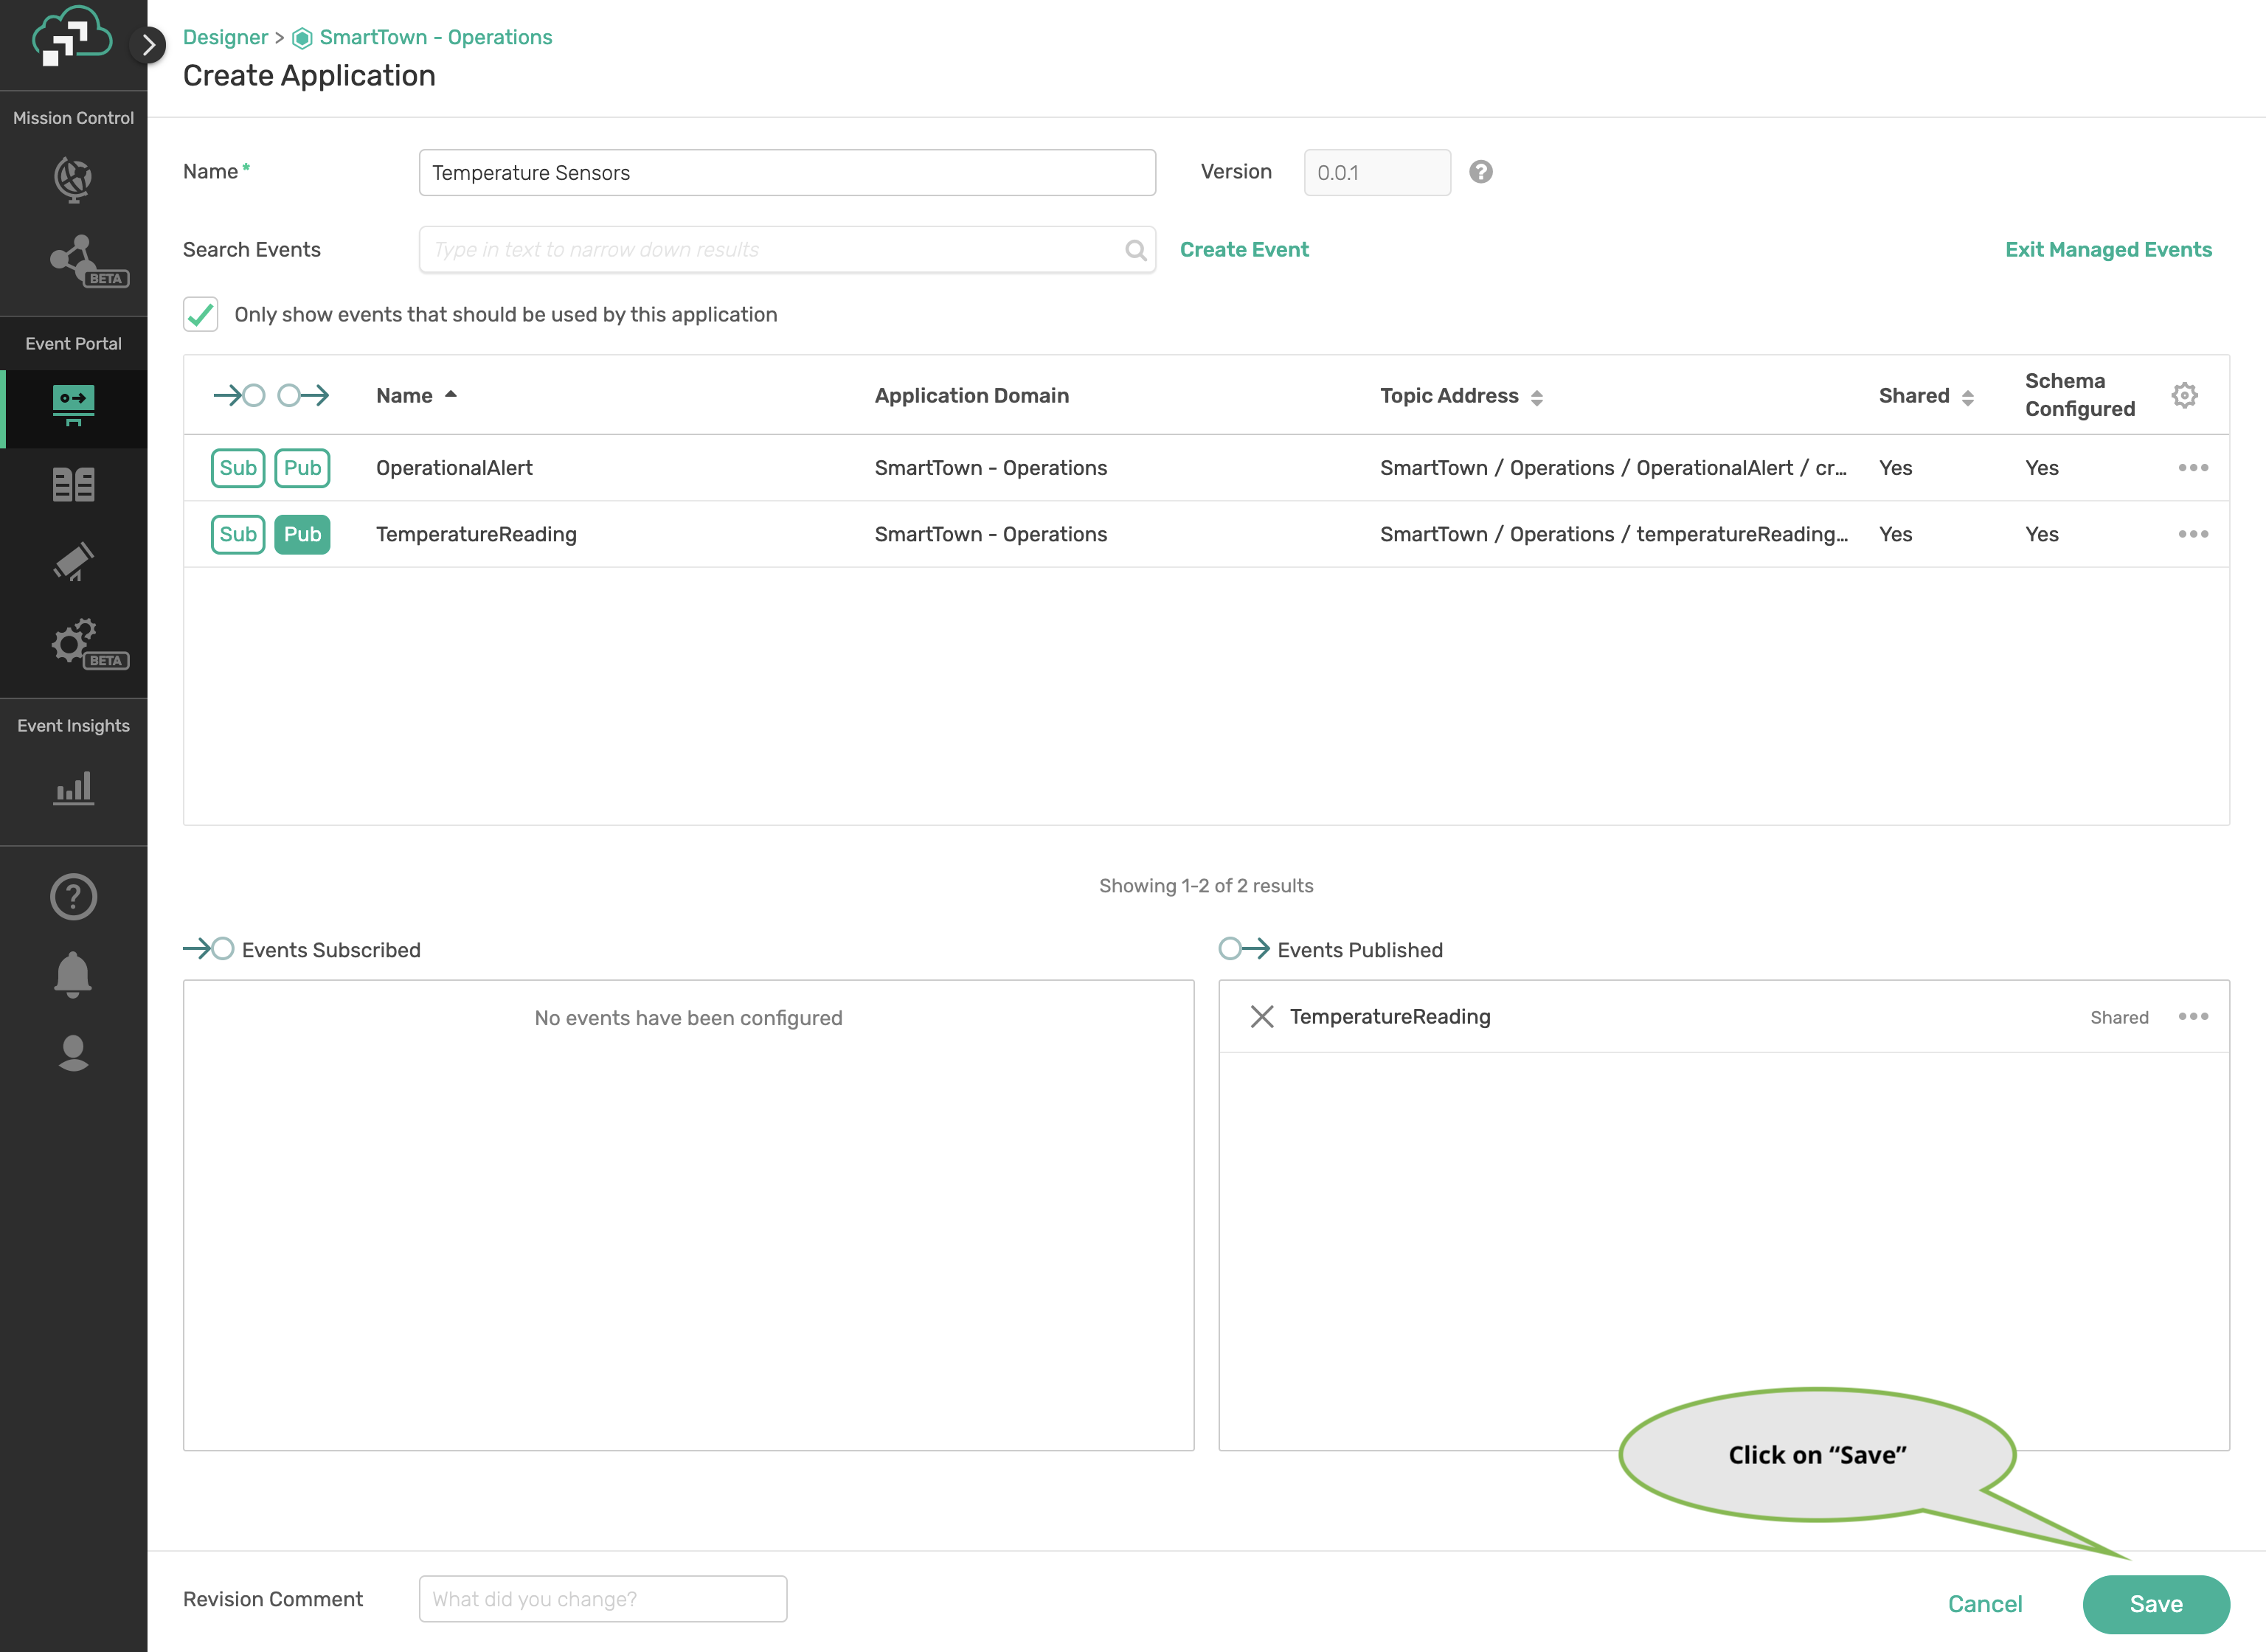 Designer > SmartTown - Operations
Create Application
Mission Control
BETA
Event Portal
BETA
Event Insights
Name * Temperature Sensors Version 0.0.1 ?
Search Events Type in text to narrow down results Create Event Exit Managed Events
Only show events that should be used by this application
Name Application Domain Topic Address Shared Schema Configured
Sub Pub OperationalAlert SmartTown - Operations SmartTown / Operations / OperationalAlert / cr... Yes Yes
Sub Pub TemperatureReading SmartTown - Operations SmartTown / Operations / temperatureReading... Yes Yes
Showing 1-2 of 2 results
Events Subscribed
No events have been configured
Events Published
TemperatureReading Shared
Click on “Save”
?
Revision Comment What did you change? Cancel Save